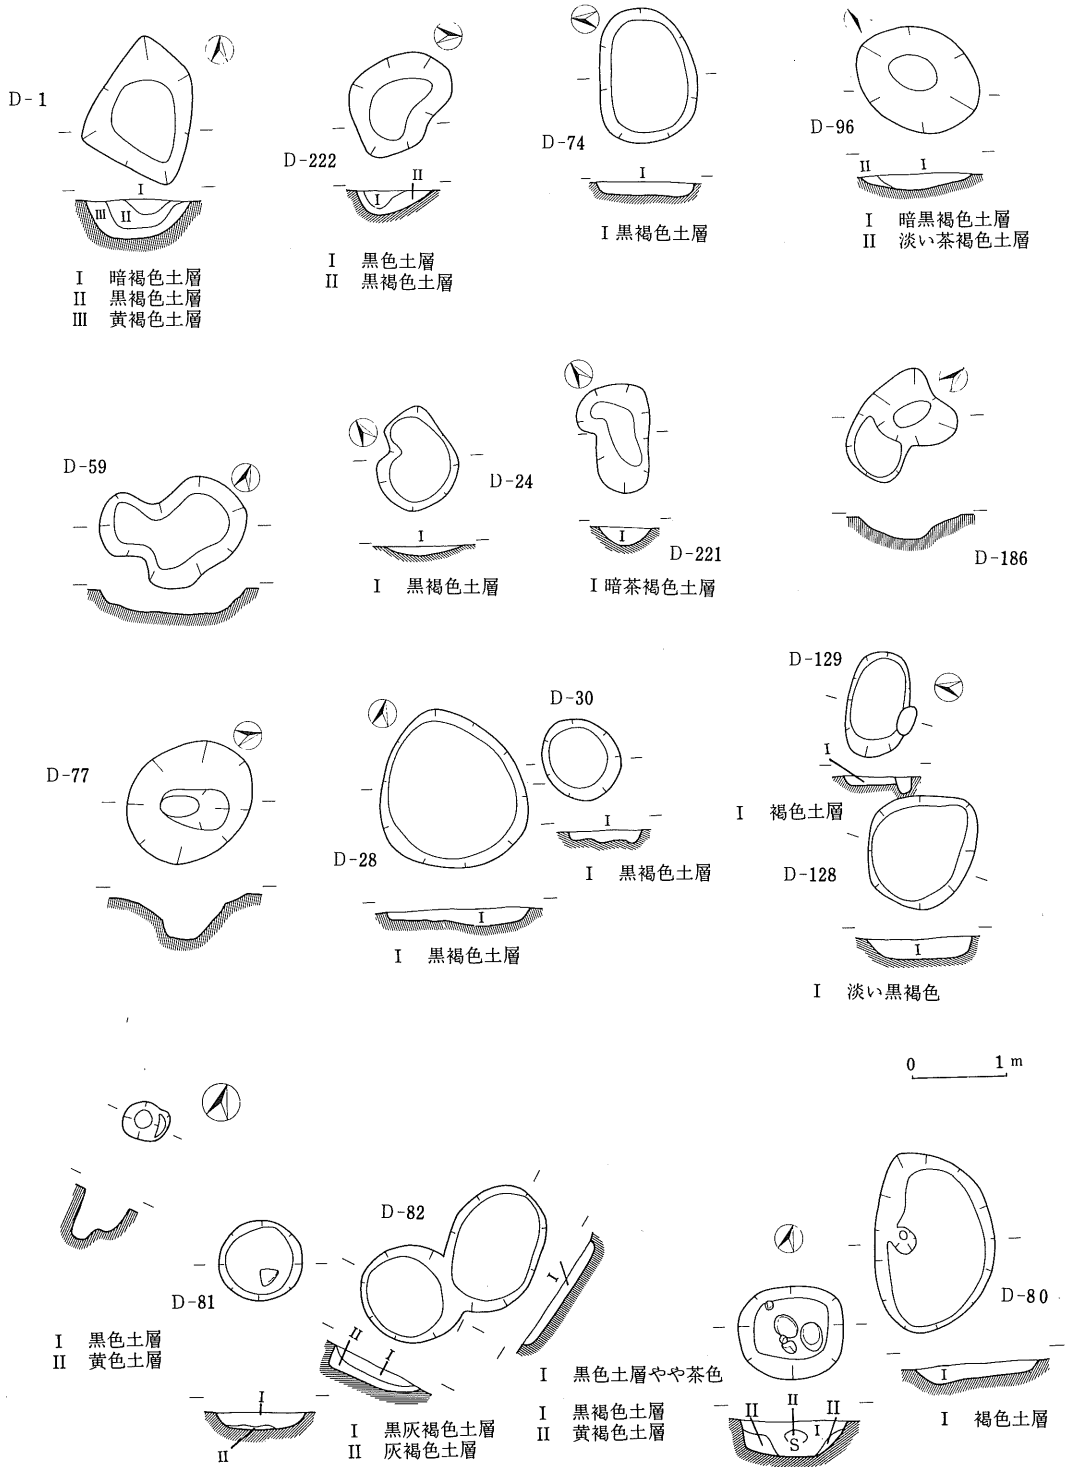 D-1
I
II
III
I 暗褐色土層
II 黒褐色土層
III 黄褐色土層
D-222
I
II
I 黒色土層
II 黒褐色土層
D-74
I
I 黒褐色土層
D-96
II
I
I 暗黒褐色土層
II 淡い茶褐色土層
D-59
D-24
I
I 黒褐色土層
D-221
I
I 暗茶褐色土層
D-186
D-77
D-28
I
I 黒褐色土層
D-30
I
I 黒褐色土層
D-129
I
I 褐色土層
D-128
I
I 淡い黒褐色
0 1 m
D-81
I 黒色土層
II 黄色土層
I
II
D-82
II
I
I
I 黒灰褐色土層
II 灰褐色土層
I 黒色土層やや茶色
I 黒褐色土層
II 黄褐色土層
II
II
II
S
I
D-80
I
I 褐色土層